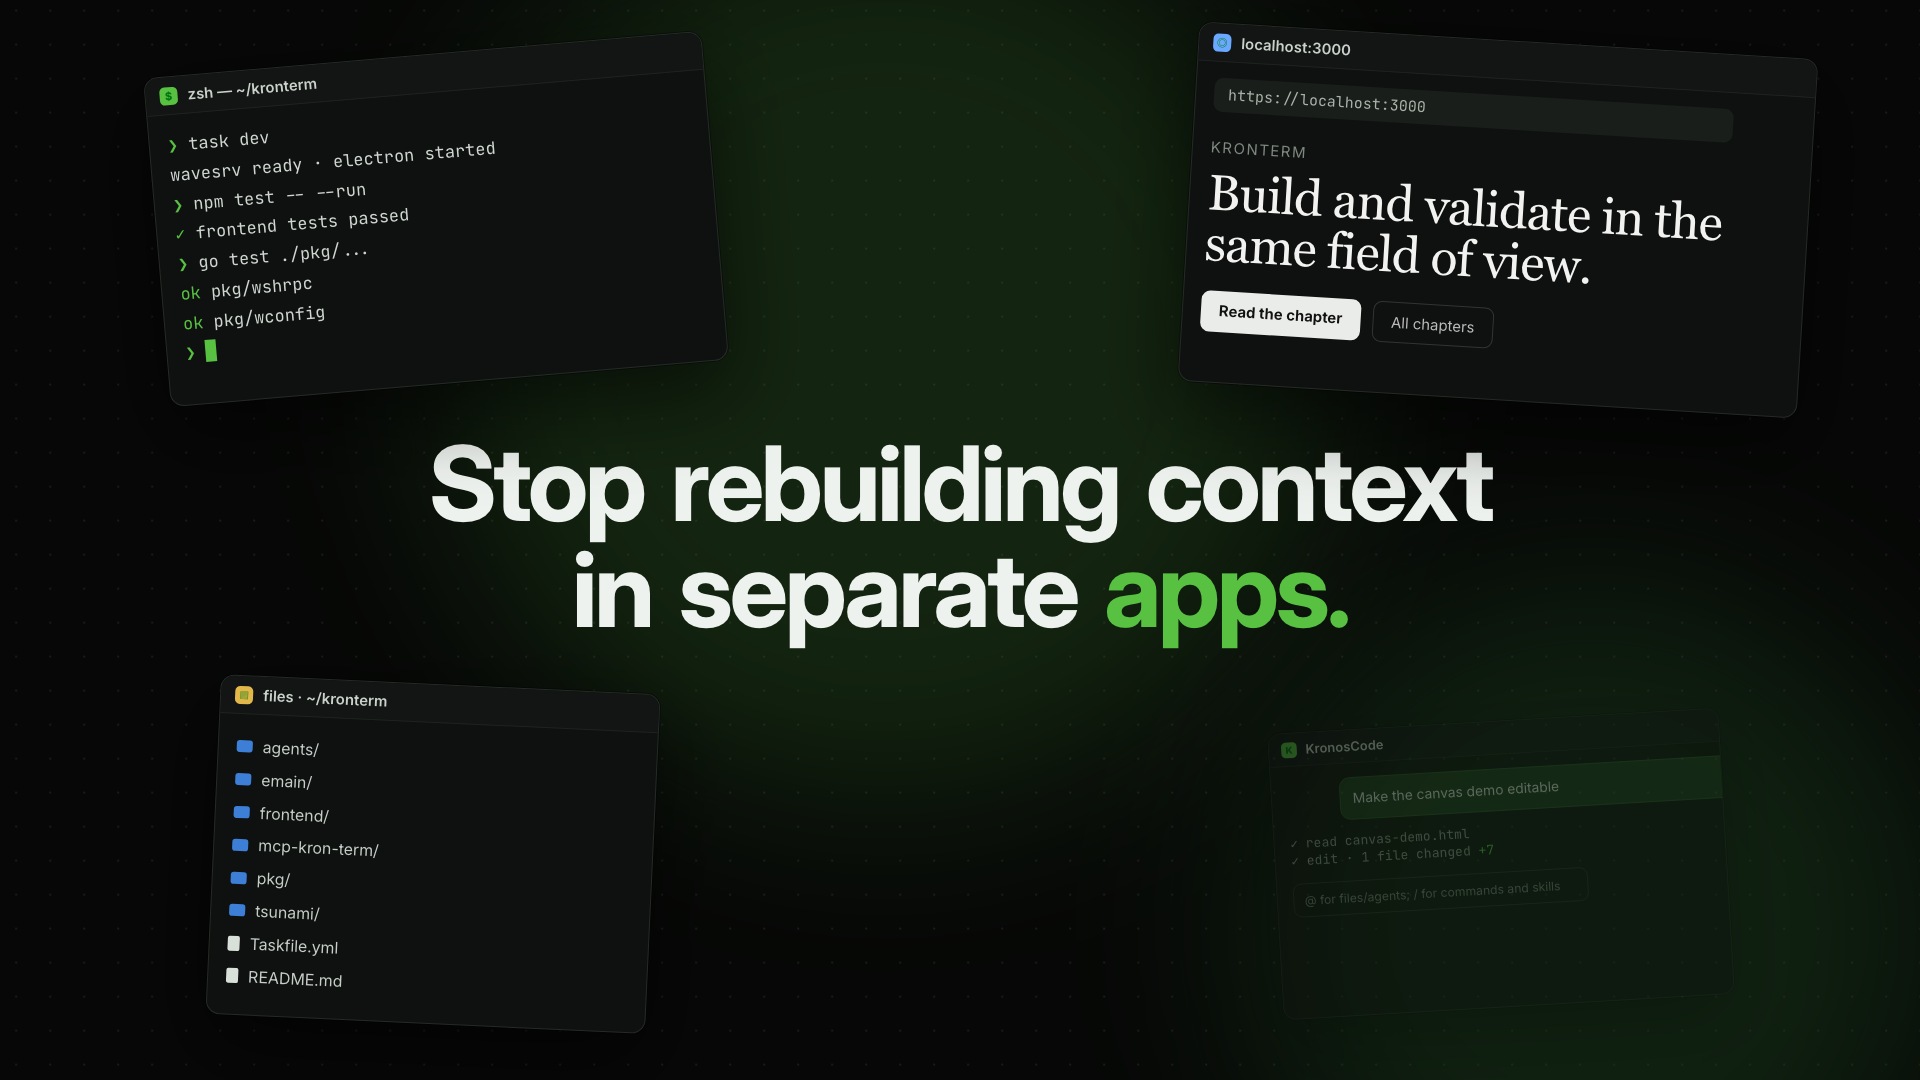 $ zsh — ~/kronterm
❯ task dev
wavesrv ready · electron started
❯ npm test -- --run
✓ frontend tests passed
❯ go test ./pkg/...
ok pkg/wshrpc
ok pkg/wconfig
❯
localhost:3000
https://localhost:3000
KRONTERM
Build and validate in the
same field of view.
Read the chapter
All chapters
Stop rebuilding context
in separate apps.
files · ~/kronterm
agents/
emain/
frontend/
mcp-kron-term/
pkg/
tsunami/
Taskfile.yml
README.md
K KronosCode
Make the canvas demo editable
✓ read canvas-demo.html
✓ edit · 1 file changed +7
@ for files/agents; / for commands and skills